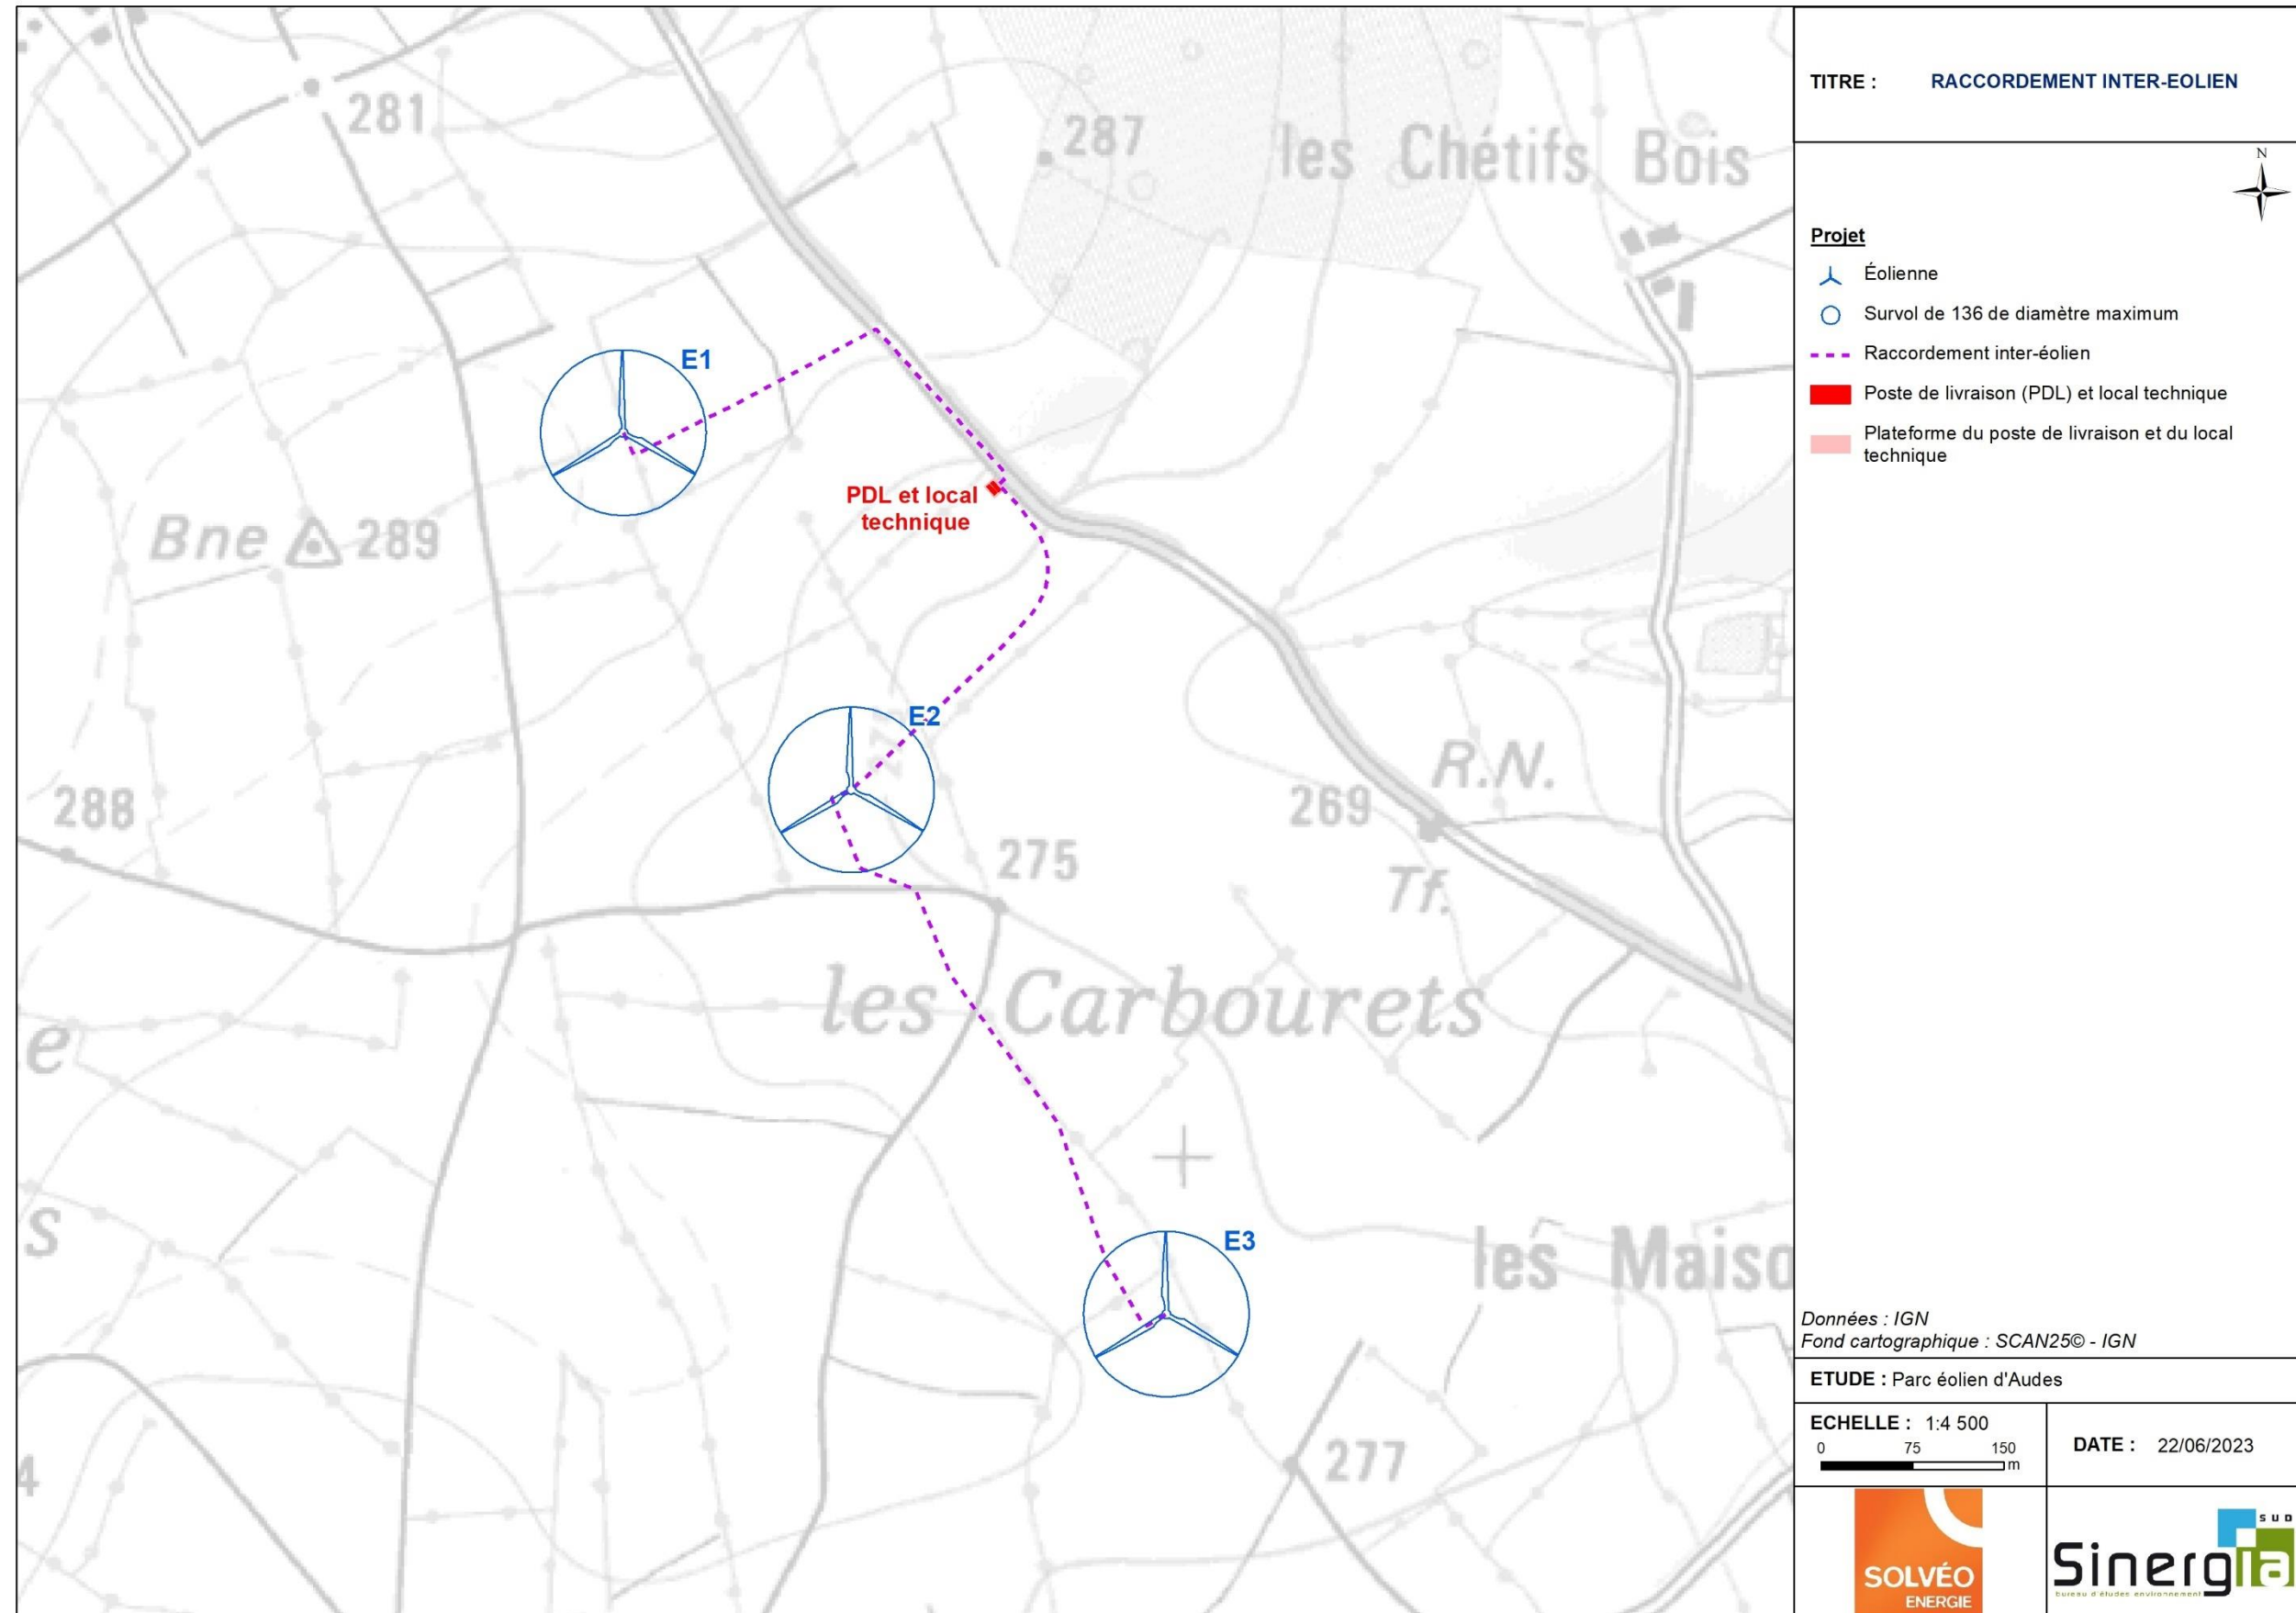 281
287
les Chétifs Bois
E1
PDL et local
technique
Bne 289
E2
R.N.
288
269
275
Tf.
les Carbourets
e
s
E3
les Maiso
277
4
TITRE : RACCORDEMENT INTER-EOLIEN
N
Projet
Éolienne
Survol de 136 de diamètre maximum
Raccordement inter-éolien
Poste de livraison (PDL) et local technique
Plateforme du poste de livraison et du local
technique
Données : IGN
Fond cartographique : SCAN25© - IGN
ETUDE : Parc éolien d'Audes
ECHELLE : 1:4 500
0 75 150
m
DATE : 22/06/2023
SOLVÉO
ENERGIE
SUD
Sinergia
bureau d'études environnement